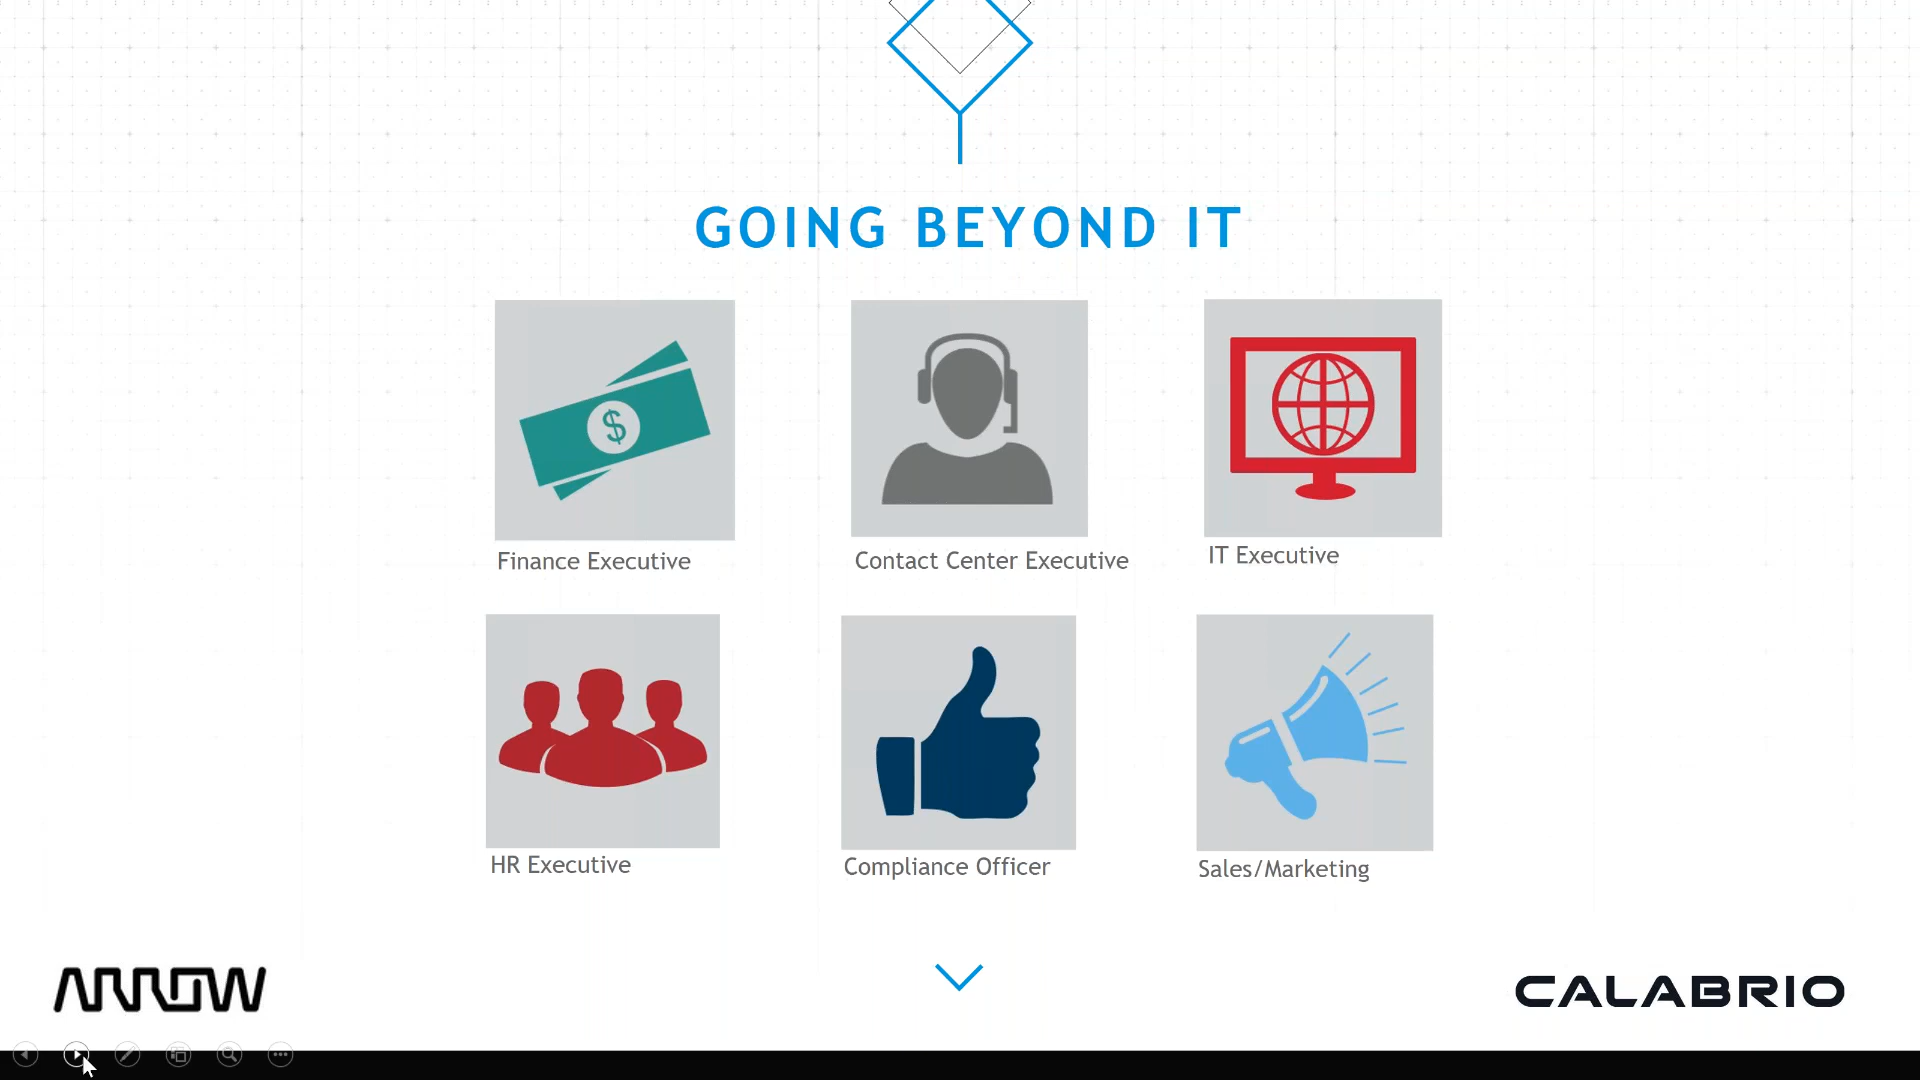 GOING BEYOND IT
$
Finance Executive
Contact Center Executive
IT Executive
HR Executive
Compliance Officer
Sales/Marketing
ARROW
CALABRIO